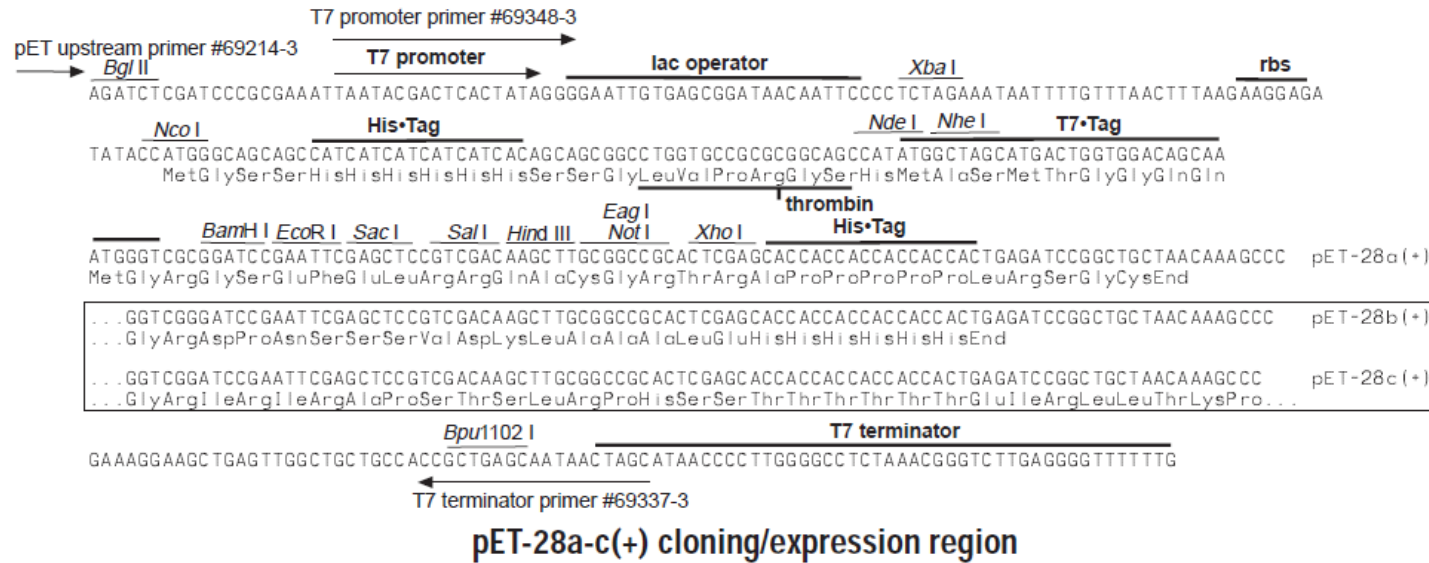 T7 promoter primer #69348-3
pET upstream primer #69214-3
Bgl II T7 promoter lac operator Xba I rbs
AGATCTCGATCCCGCGAAATTAATACGACTCACTATAGGGGAATTGTGAGCGGATAACAATTCCCCTCTAGAAATAATTTTGTTTAACTTTAAGAAGGAGA
Nco I His•Tag Nde I Nhe I T7•Tag
TATACCATGGGCAGCAGCCATCATCATCATCATCACAGCAGCGGCCTGGTGCCGCGCGGCAGCCATATGGCTAGCATGACTGGTGGACAGCAA
MetGlySerSerHisHisHisHisHisHisSerSerGlyLeuValProArgGlySerHisMetAlaSerMetThrGlyGlyGlnGln
thrombin
BamH I EcoR I Sac I Sal I Hind III Eag I Not I Xho I His•Tag
ATGGGTCGCGGATCCGAATTCGAGCTCCGTCGACAAGCTTGCGGCCGCACTCGAGCACCACCACCACCACCACTGAGATCCGGCTGCTAACAAAGCCC pET-28a(+)
MetGlyArgGlySerGluPheGluLeuArgArgGlnAlaCysGlyArgThrArgAlaProProProProProLeuArgSerGlyCysEnd
...GGTCGGGATCCGAATTCGAGCTCCGTCGACAAGCTTGCGGCCGCACTCGAGCACCACCACCACCACCACTGAGATCCGGCTGCTAACAAAGCCC pET-28b(+)
...GlyArgAspProAsnSerSerSerValAspLysLeuAlaAlaAlaLeuGluHisHisHisHisHisHisEnd
...GGTCGGATCCGAATTCGAGCTCCGTCGACAAGCTTGCGGCCGCACTCGAGCACCACCACCACCACCACTGAGATCCGGCTGCTAACAAAGCCC pET-28c(+)
...GlyArgIleArgIleArgAlaProSerThrSerLeuArgProHisSerSerThrThrThrThrThrThrGluIleArgLeuLeuThrLysPro...
Bpu1102 I T7 terminator
GAAAGGAAGCTGAGTTGGCTGCTGCCACCGCTGAGCAATAACTAGCATAACCCCTTGGGGCCTCTAAACGGGTCTTGAGGGGTTTTTTG
T7 terminator primer #69337-3
pET-28a-c(+) cloning/expression region